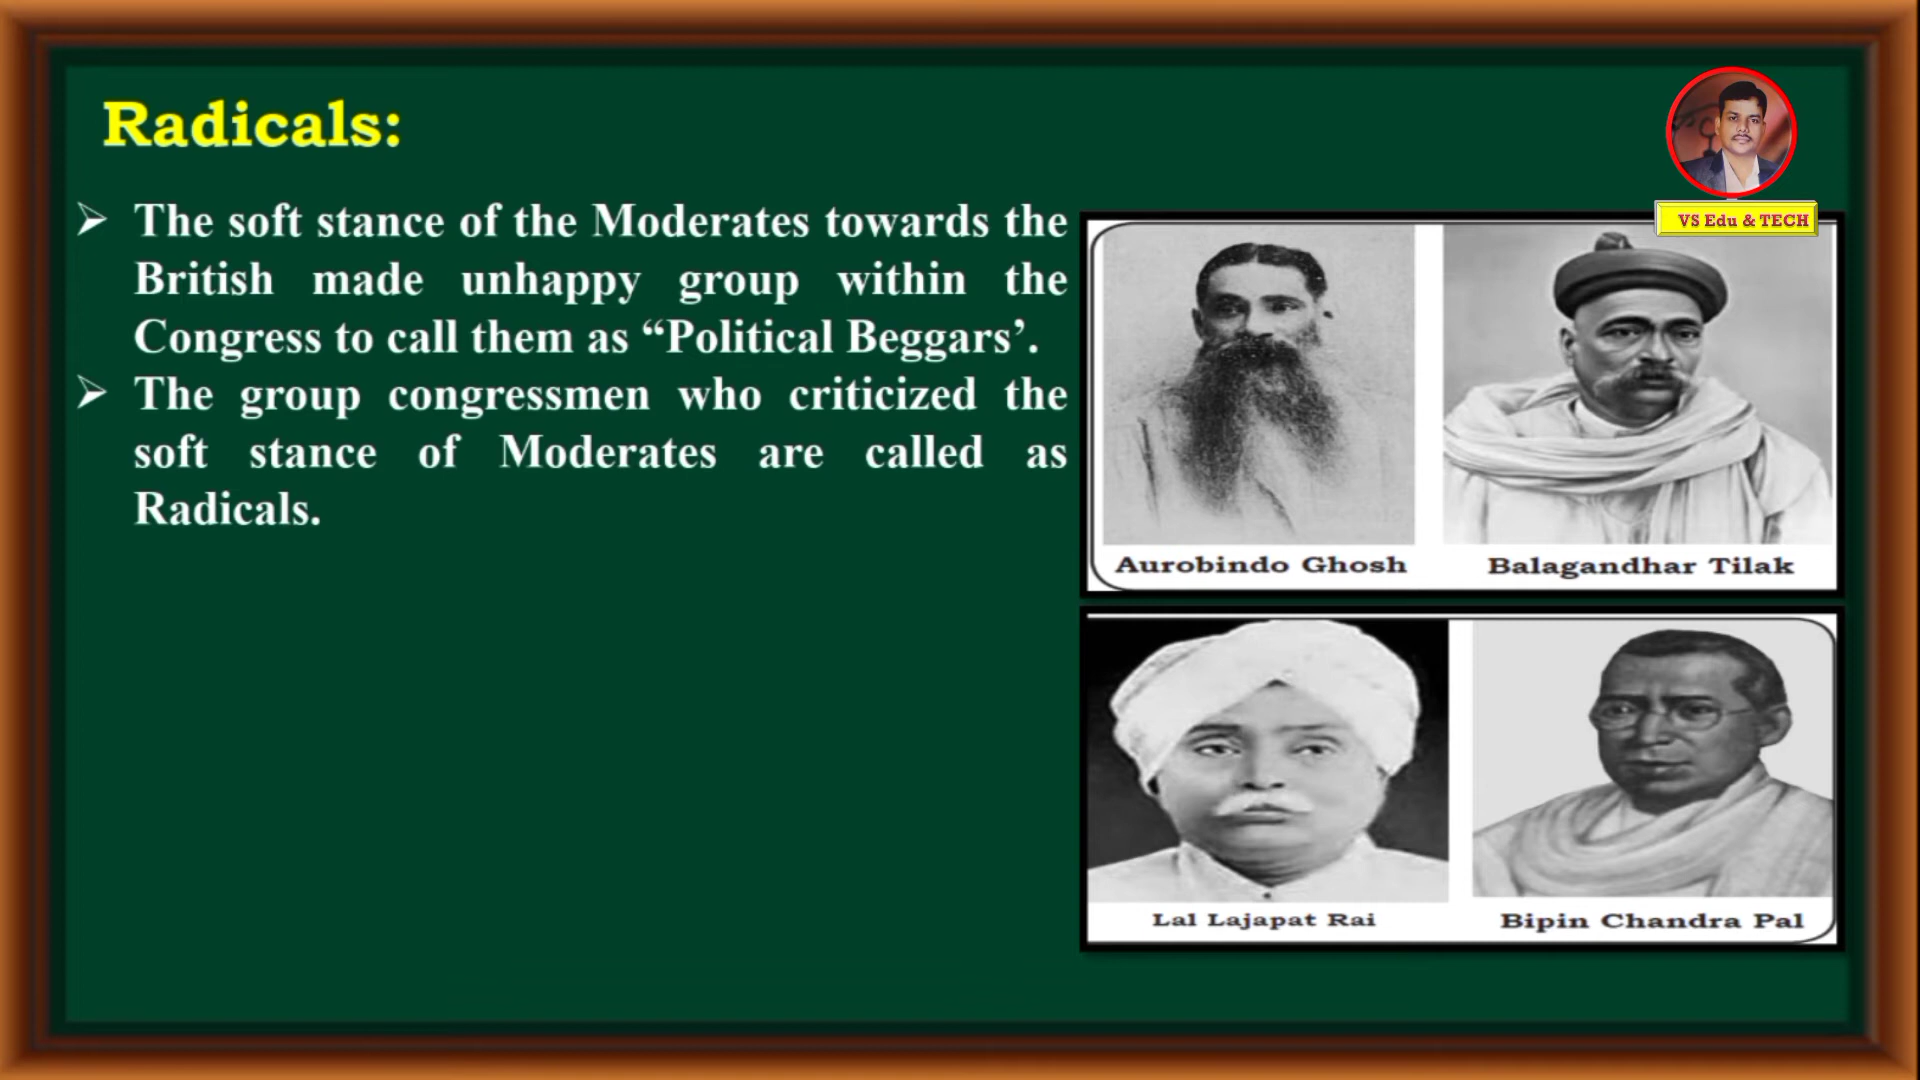 Radicals:
VS Edu & TECH
➢ The soft stance of the Moderates towards the
British made unhappy group within the
Congress to call them as “Political Beggars’.
➢ The group congressmen who criticized the
soft stance of Moderates are called as
Radicals.
Aurobindo Ghosh
Balagandhar Tilak
Lal Lajapat Rai
Bipin Chandra Pal